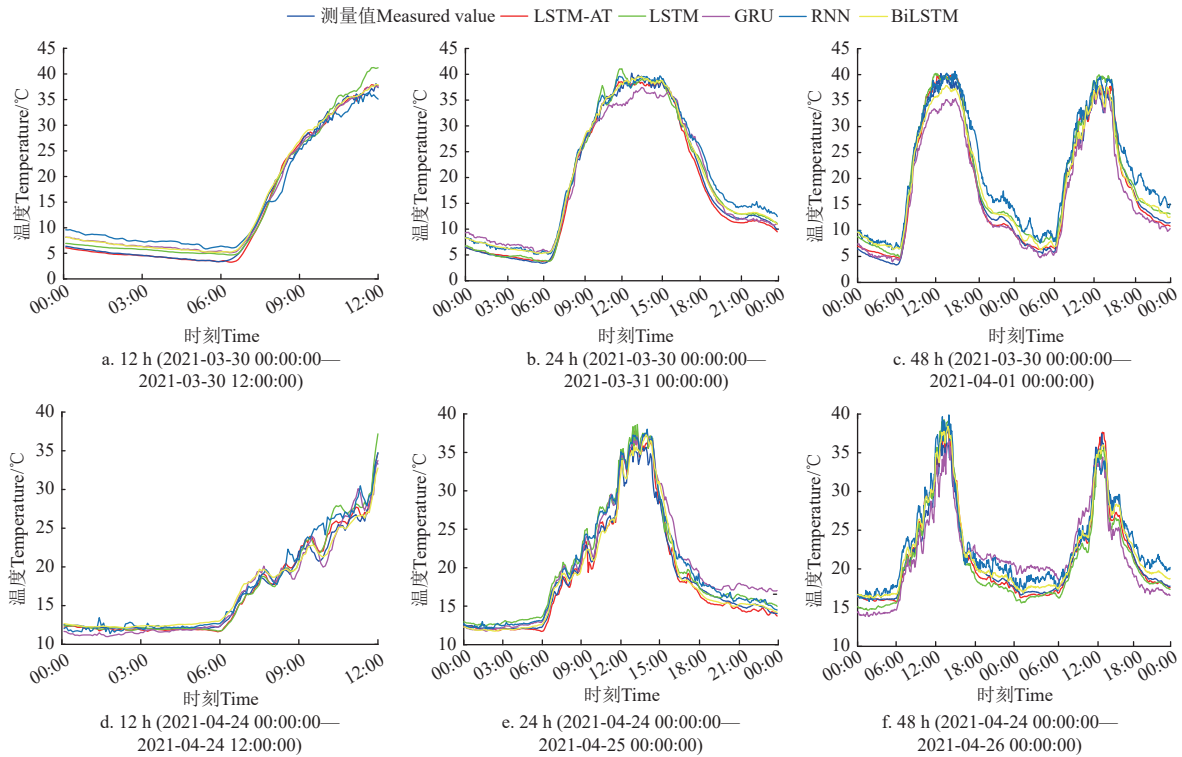 测量值Measured value LSTM-AT LSTM GRU RNN BiLSTM
温度Temperature/℃
45
40
35
30
25
20
15
10
5
0
00:00 03:00 06:00 09:00 12:00
时刻Time
a. 12 h (2021-03-30 00:00:00—
2021-03-30 12:00:00)
温度Temperature/℃
45
40
35
30
25
20
15
10
5
0
00:00 03:00 06:00 09:00 12:00 15:00 18:00 21:00 00:00
时刻Time
b. 24 h (2021-03-30 00:00:00—
2021-03-31 00:00:00)
温度Temperature/℃
45
40
35
30
25
20
15
10
5
0
00:00 06:00 12:00 18:00 00:00 06:00 12:00 18:00 00:00
时刻Time
c. 48 h (2021-03-30 00:00:00—
2021-04-01 00:00:00)
温度Temperature/℃
40
35
30
25
20
15
10
00:00 03:00 06:00 09:00 12:00
时刻Time
d. 12 h (2021-04-24 00:00:00—
2021-04-24 12:00:00)
温度Temperature/℃
40
35
30
25
20
15
10
00:00 03:00 06:00 09:00 12:00 15:00 18:00 21:00 00:00
时刻Time
e. 24 h (2021-04-24 00:00:00—
2021-04-25 00:00:00)
温度Temperature/℃
40
35
30
25
20
15
10
00:00 06:00 12:00 18:00 00:00 06:00 12:00 18:00 00:00
时刻Time
f. 48 h (2021-04-24 00:00:00—
2021-04-26 00:00:00)